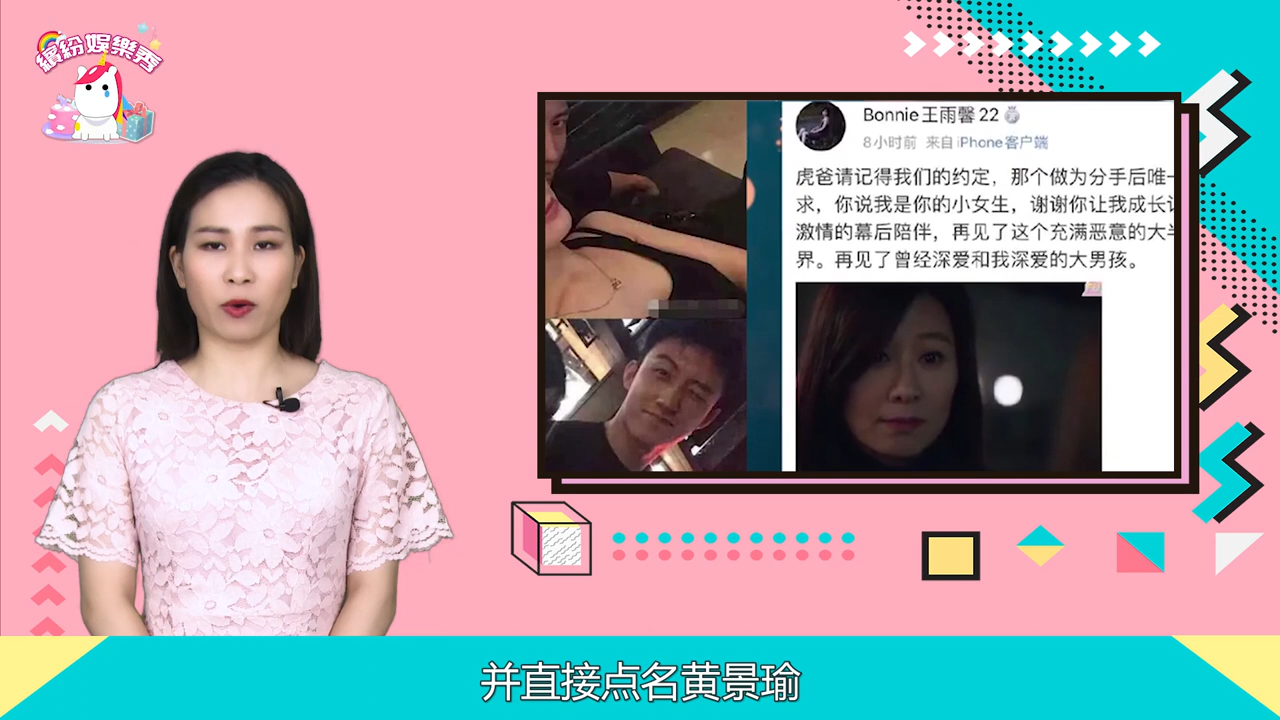 繽紛娛樂秀
Bonnie王雨馨22
8小时前 来自iPhone客户端
虎爸请记得我们的约定，那个做为分手后唯一
求，你说我是你的小女生，谢谢你让我成长
激情的幕后陪伴，再见了这个充满恶意的大
界。再见了曾经深爱和我深爱的大男孩。
并直接点名黄景瑜